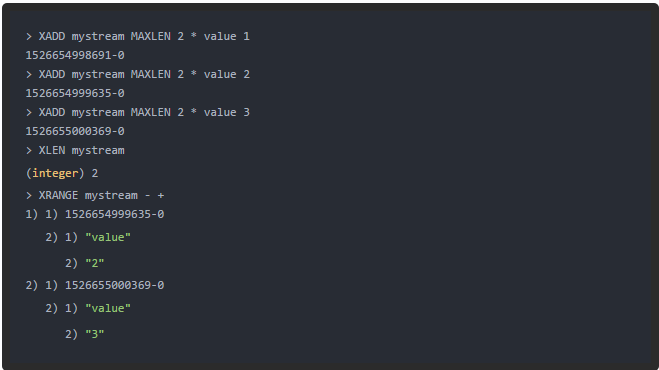 > XADD mystream MAXLEN 2 * value 1
1526654998691-0
> XADD mystream MAXLEN 2 * value 2
1526654999635-0
> XADD mystream MAXLEN 2 * value 3
1526655000369-0
> XLEN mystream
(integer) 2
> XRANGE mystream - +
1) 1) 1526654999635-0
   2) 1) "value"
      2) "2"
2) 1) 1526655000369-0
   2) 1) "value"
      2) "3"